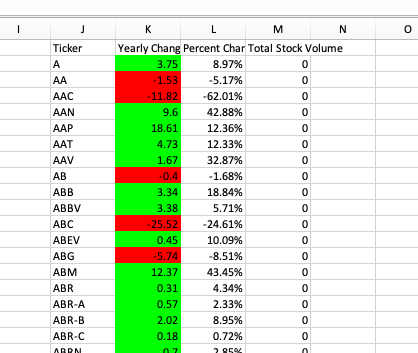 I J K L M N O
Ticker Yearly Chang Percent Char Total Stock Volume
A 3.75 8.97% 0
AA -1.53 -5.17% 0
AAC -11.82 -62.01% 0
AAN 9.6 42.88% 0
AAP 18.61 12.36% 0
AAT 4.73 12.33% 0
AAV 1.67 32.87% 0
AB -0.4 -1.68% 0
ABB 3.34 18.84% 0
ABBV 3.38 5.71% 0
ABC -25.52 -24.61% 0
ABEV 0.45 10.09% 0
ABG -5.74 -8.51% 0
ABM 12.37 43.45% 0
ABR 0.31 4.34% 0
ABR-A 0.57 2.33% 0
ABR-B 2.02 8.95% 0
ABR-C 0.18 0.72% 0
ABRN 0.7 2.85% 0